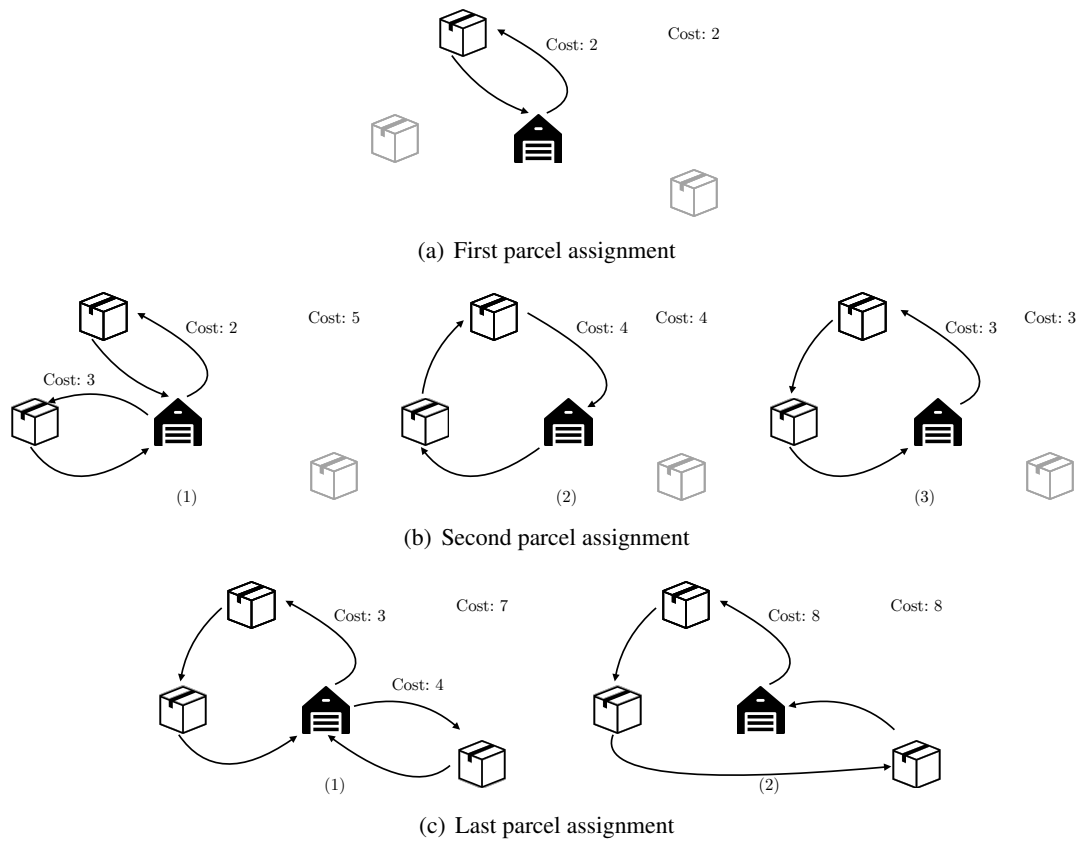 Cost: 2
Cost: 2
(a) First parcel assignment
Cost: 2
Cost: 5
Cost: 3
(1)
Cost: 4
Cost: 4
(2)
Cost: 3
Cost: 3
(3)
(b) Second parcel assignment
Cost: 3
Cost: 7
Cost: 4
(1)
Cost: 8
Cost: 8
(2)
(c) Last parcel assignment